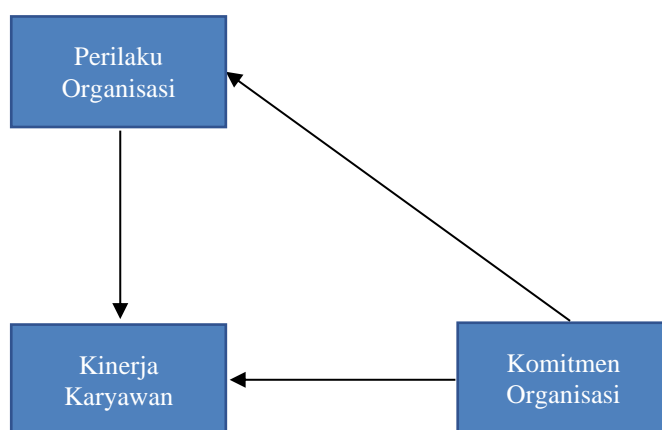 Perilaku
Organisasi
Kinerja
Karyawan
Komitmen
Organisasi